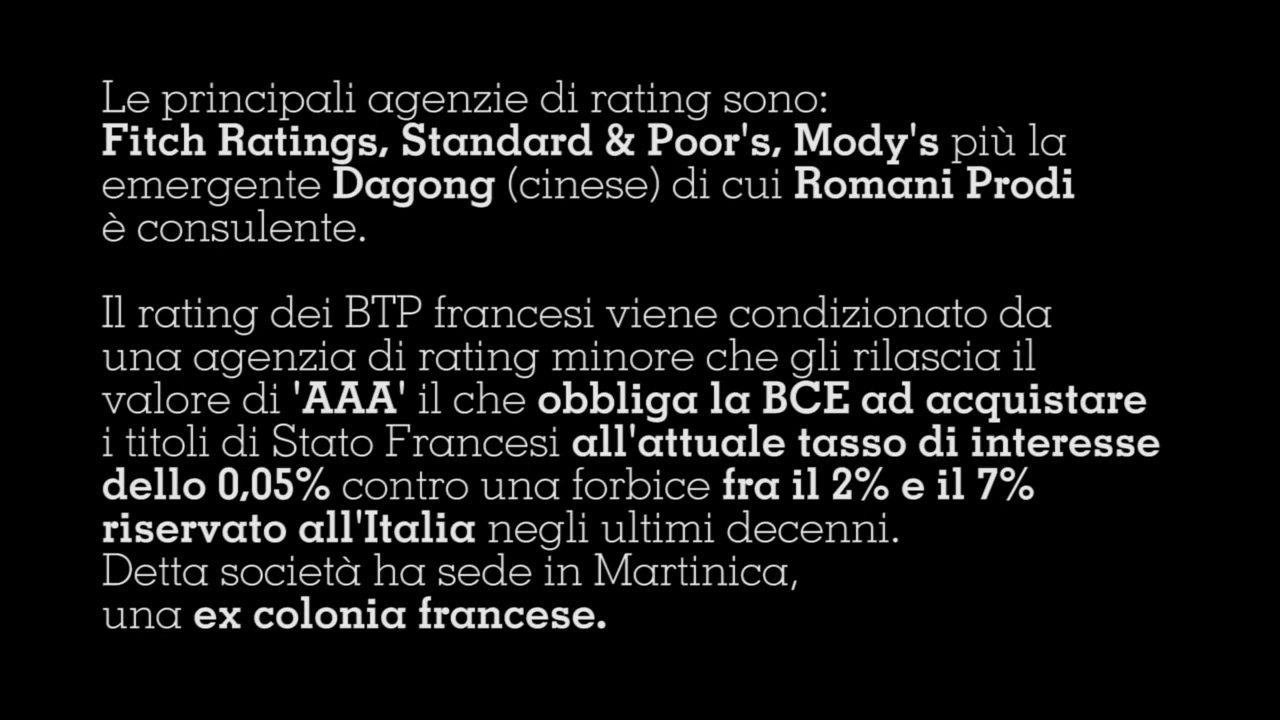 Le principali agenzie di rating sono:
Fitch Ratings, Standard & Poor's, Mody's più la
emergente Dagong (cinese) di cui Romani Prodi
è consulente.
Il rating dei BTP francesi viene condizionato da
una agenzia di rating minore che gli rilascia il
valore di 'AAA' il che obbliga la BCE ad acquistare
i titoli di Stato Francesi all'attuale tasso di interesse
dello 0,05% contro una forbice fra il 2% e il 7%
riservato all'Italia negli ultimi decenni.
Detta società ha sede in Martinica,
una ex colonia francese.